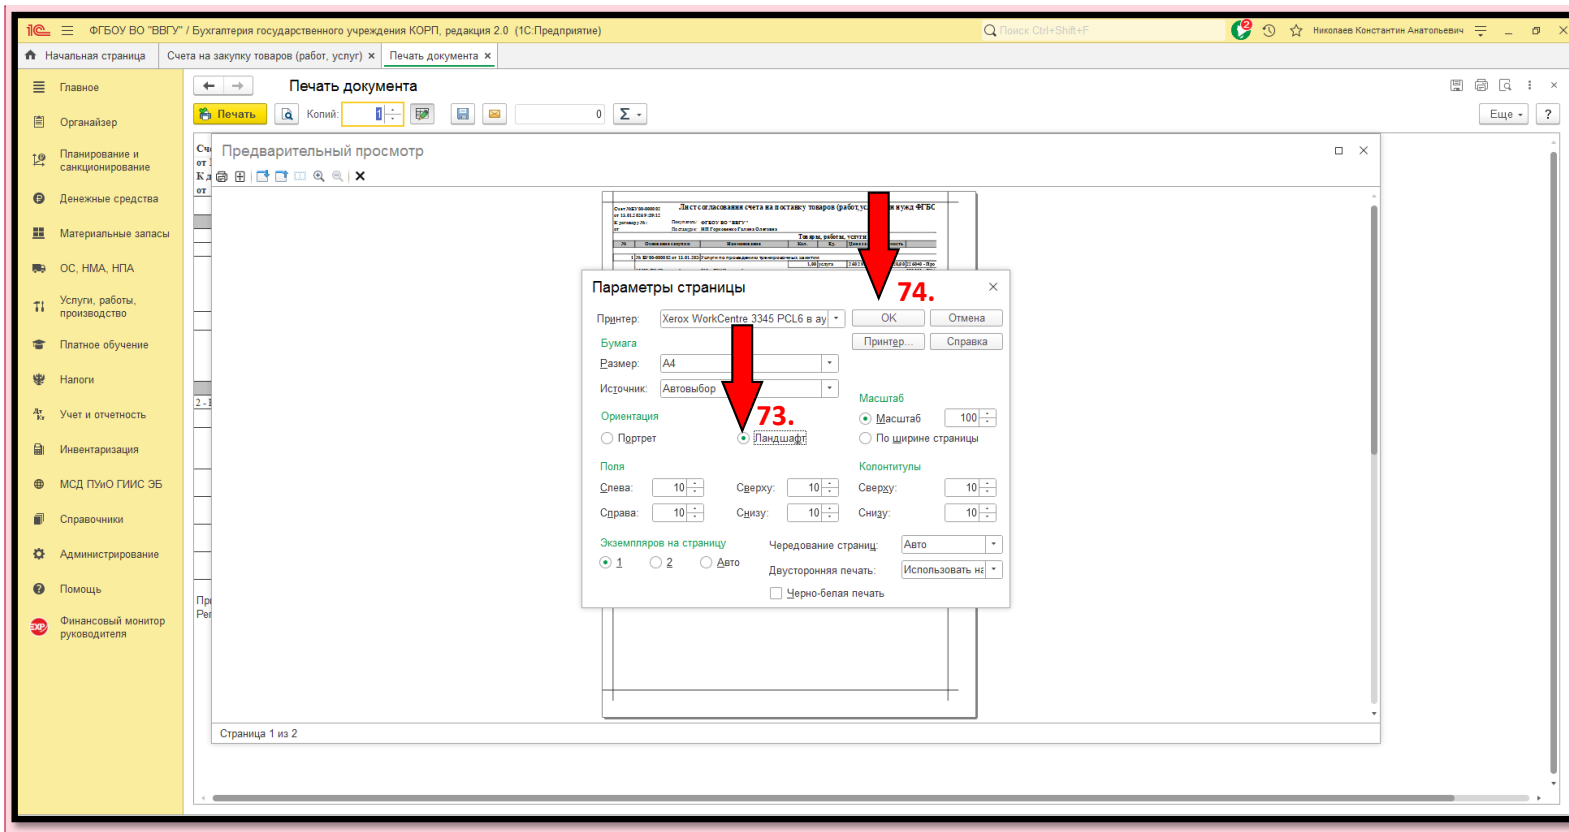 ФГБОУ ВО "ВВГУ" / Бухгалтерия государственного учреждения КОРП, редакция 2.0 (1С:Предприятие)
Поиск Ctrl+Shift+F
2
Николаев Константин Анатольевич
Начальная страница
Счета на закупку товаров (работ, услуг) ×
Печать документа ×
Главное
Органайзер
Планирование и
санкционирование
Денежные средства
Материальные запасы
ОС, НМА, НПА
Услуги, работы,
производство
Платное обучение
Налоги
Учет и отчетность
Инвентаризация
МСД ПУиО ГИИС ЭБ
Справочники
Администрирование
Помощь
Финансовый монитор
руководителя
Печать документа
Печать
Копий: 1
0
Σ
Еще
?
Предварительный просмотр
Лист согласования счета на поставку товаров (работ,
Товары, работы,
Параметры страницы
74.
Принтер: Xerox WorkCentre 3345 PCL6 в ау
OK
Отмена
Бумага
Принтер...
Справка
Размер: A4
Источник: Автовыбор
Масштаб
Ориентация
73.
Масштаб 100
Портрет
Ландшафт
По ширине страницы
Поля
Колонтитулы
Слева: 10
Сверху: 10
Сверху: 10
Справа: 10
Снизу: 10
Снизу: 10
Экземпляров на страницу
Чередование страниц: Авто
1
2
Авто
Двусторонняя печать: Использовать
Черно-белая печать
Страница 1 из 2